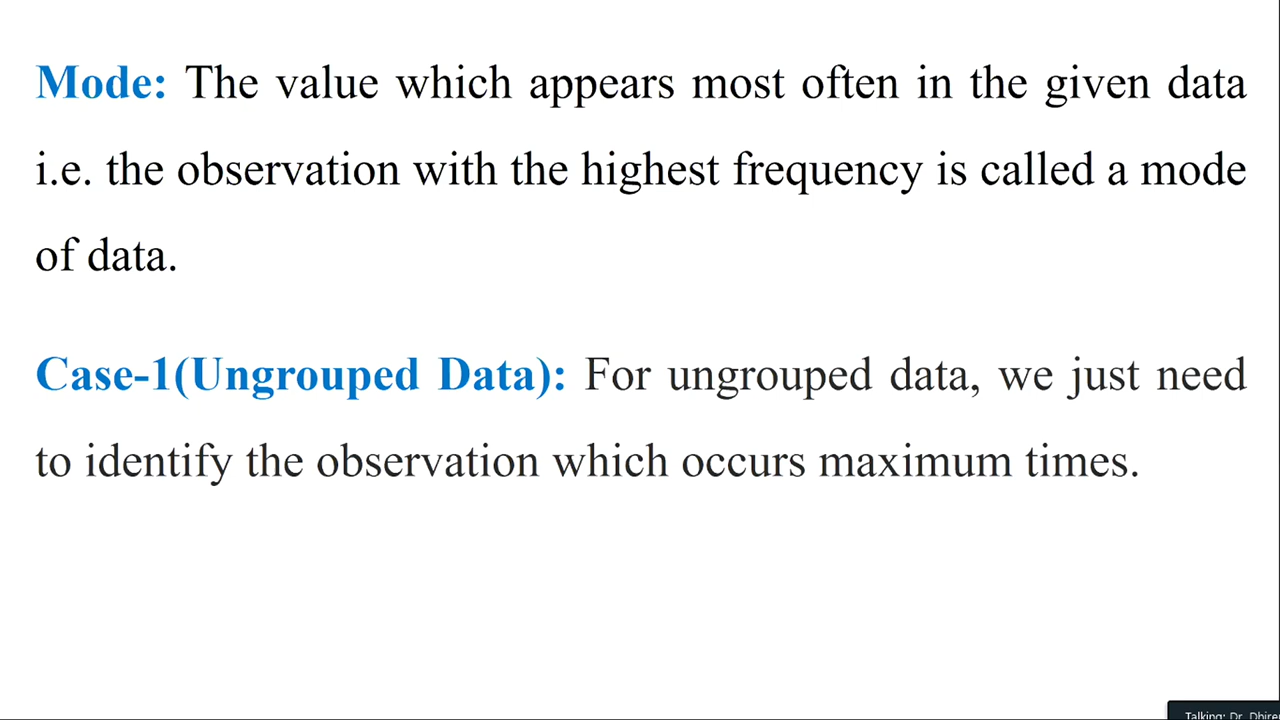 Mode: The value which appears most often in the given data
i.e. the observation with the highest frequency is called a mode
of data.
Case-1(Ungrouped Data): For ungrouped data, we just need
to identify the observation which occurs maximum times.
Talking: Dr. Dhire